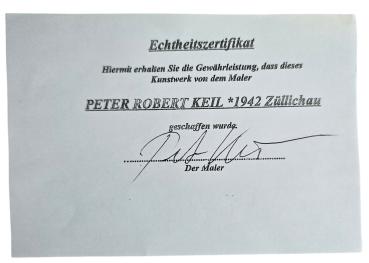 Echtheitszertifikat
Hiermit erhalten Sie die Gewährleistung, dass dieses
Kunstwerk von dem Maler
PETER ROBERT KEIL *1942 Züllichau
geschaffen wurde.
Der Maler